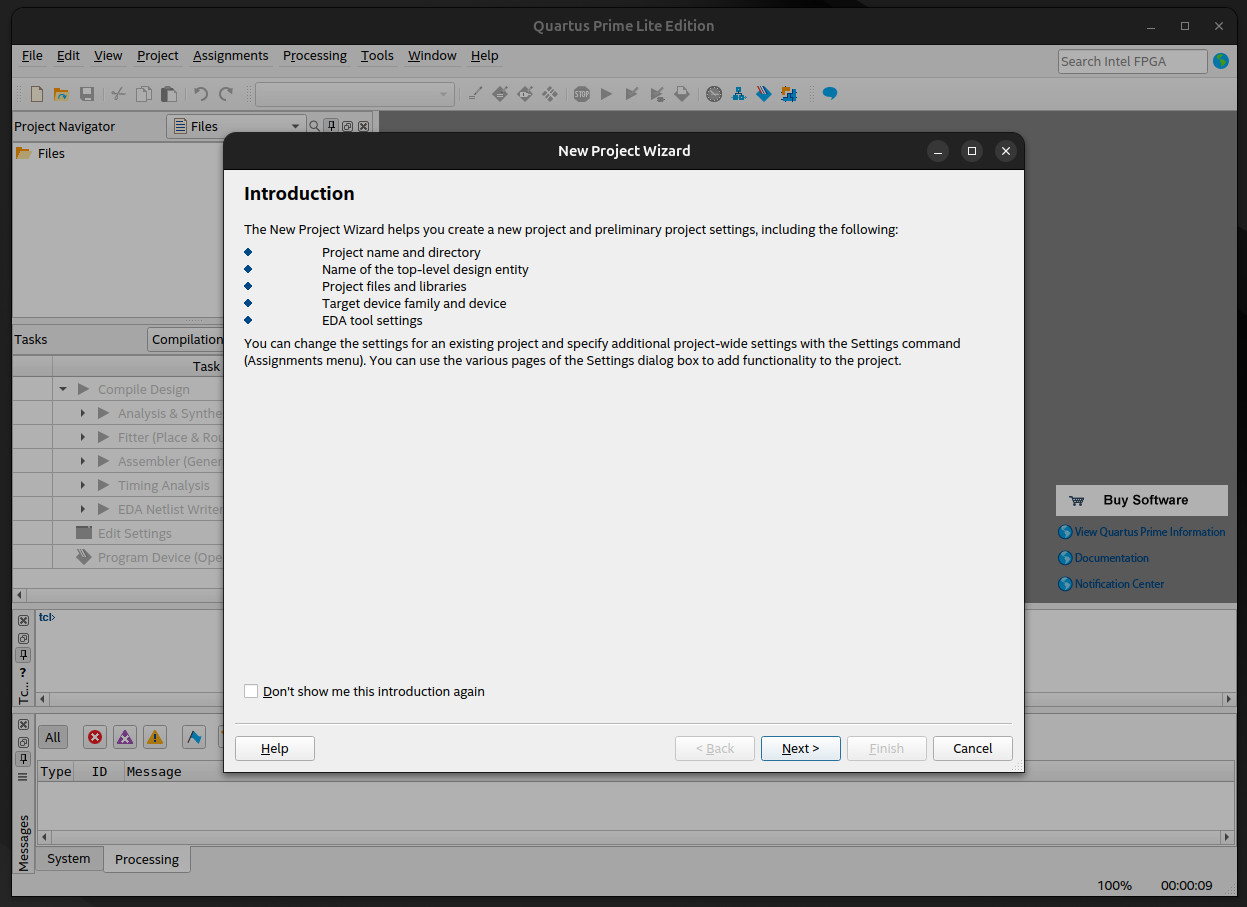 Quartus Prime Lite Edition
File Edit View Project Assignments Processing Tools Window Help
Search Intel FPGA
STOP
Project Navigator
Files
Files
New Project Wizard
Introduction
The New Project Wizard helps you create a new project and preliminary project settings, including the following:
Project name and directory
Name of the top-level design entity
Project files and libraries
Target device family and device
EDA tool settings
You can change the settings for an existing project and specify additional project-wide settings with the Settings command
(Assignments menu). You can use the various pages of the Settings dialog box to add functionality to the project.
Don't show me this introduction again
Help
< Back
Next >
Finish
Cancel
Tasks
Compilation
Task
Compile Design
Analysis & Synthe
Fitter (Place & Rou
Assembler (Gener
Timing Analysis
EDA Netlist Writer
Edit Settings
Program Device (Ope
Buy Software
View Quartus Prime Information
Documentation
Notification Center
tcl>
?
Tc...
All
Type ID Message
Messages
System
Processing
100% 00:00:09